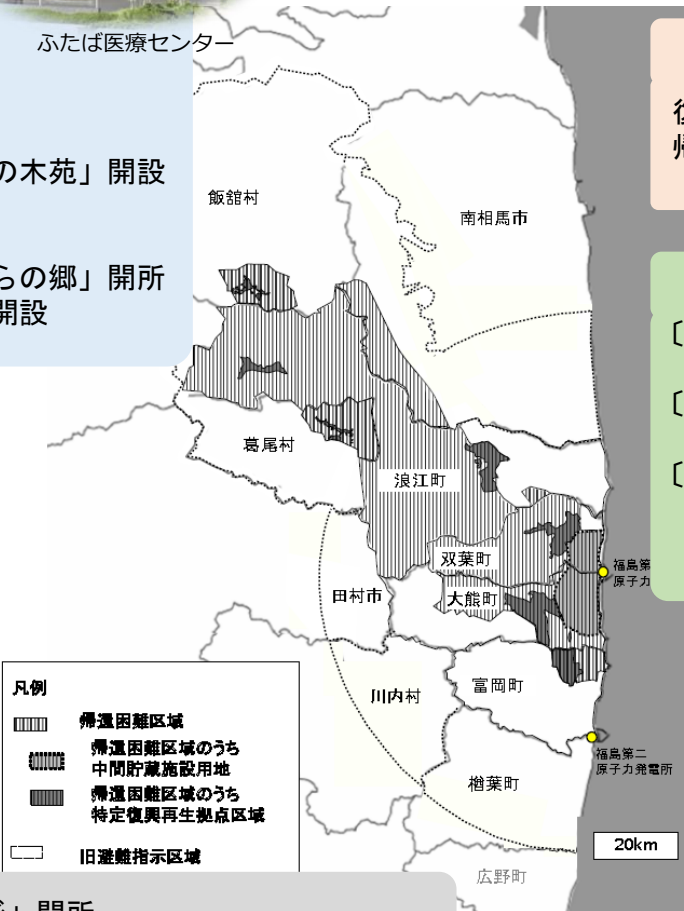 ふたば医療センター
の木苑」開設
らの郷」開所
開設
飯舘村
南相馬市
葛尾村
浪江町
双葉町
福島第
原子力
田村市
大熊町
川内村
富岡町
福島第二
原子力発電所
楢葉町
20km
広野町
凡例
帰還困難区域
帰還困難区域のうち
中間貯蔵施設用地
帰還困難区域のうち
特定復興再生拠点区域
旧避難指示区域
」開所